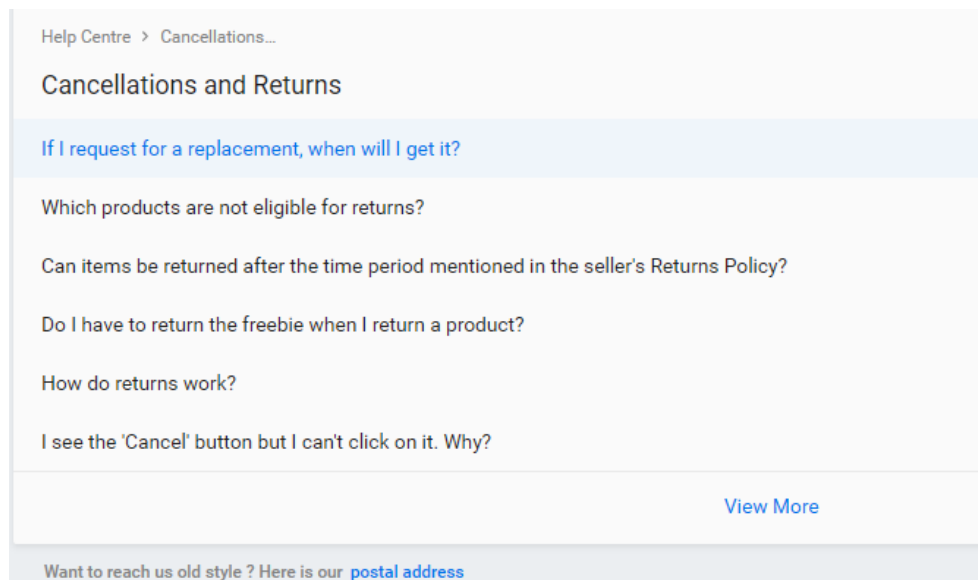 Help Centre > Cancellations...
Cancellations and Returns
If I request for a replacement, when will I get it?
Which products are not eligible for returns?
Can items be returned after the time period mentioned in the seller's Returns Policy?
Do I have to return the freebie when I return a product?
How do returns work?
I see the 'Cancel' button but I can't click on it. Why?
View More
Want to reach us old style ? Here is our postal address